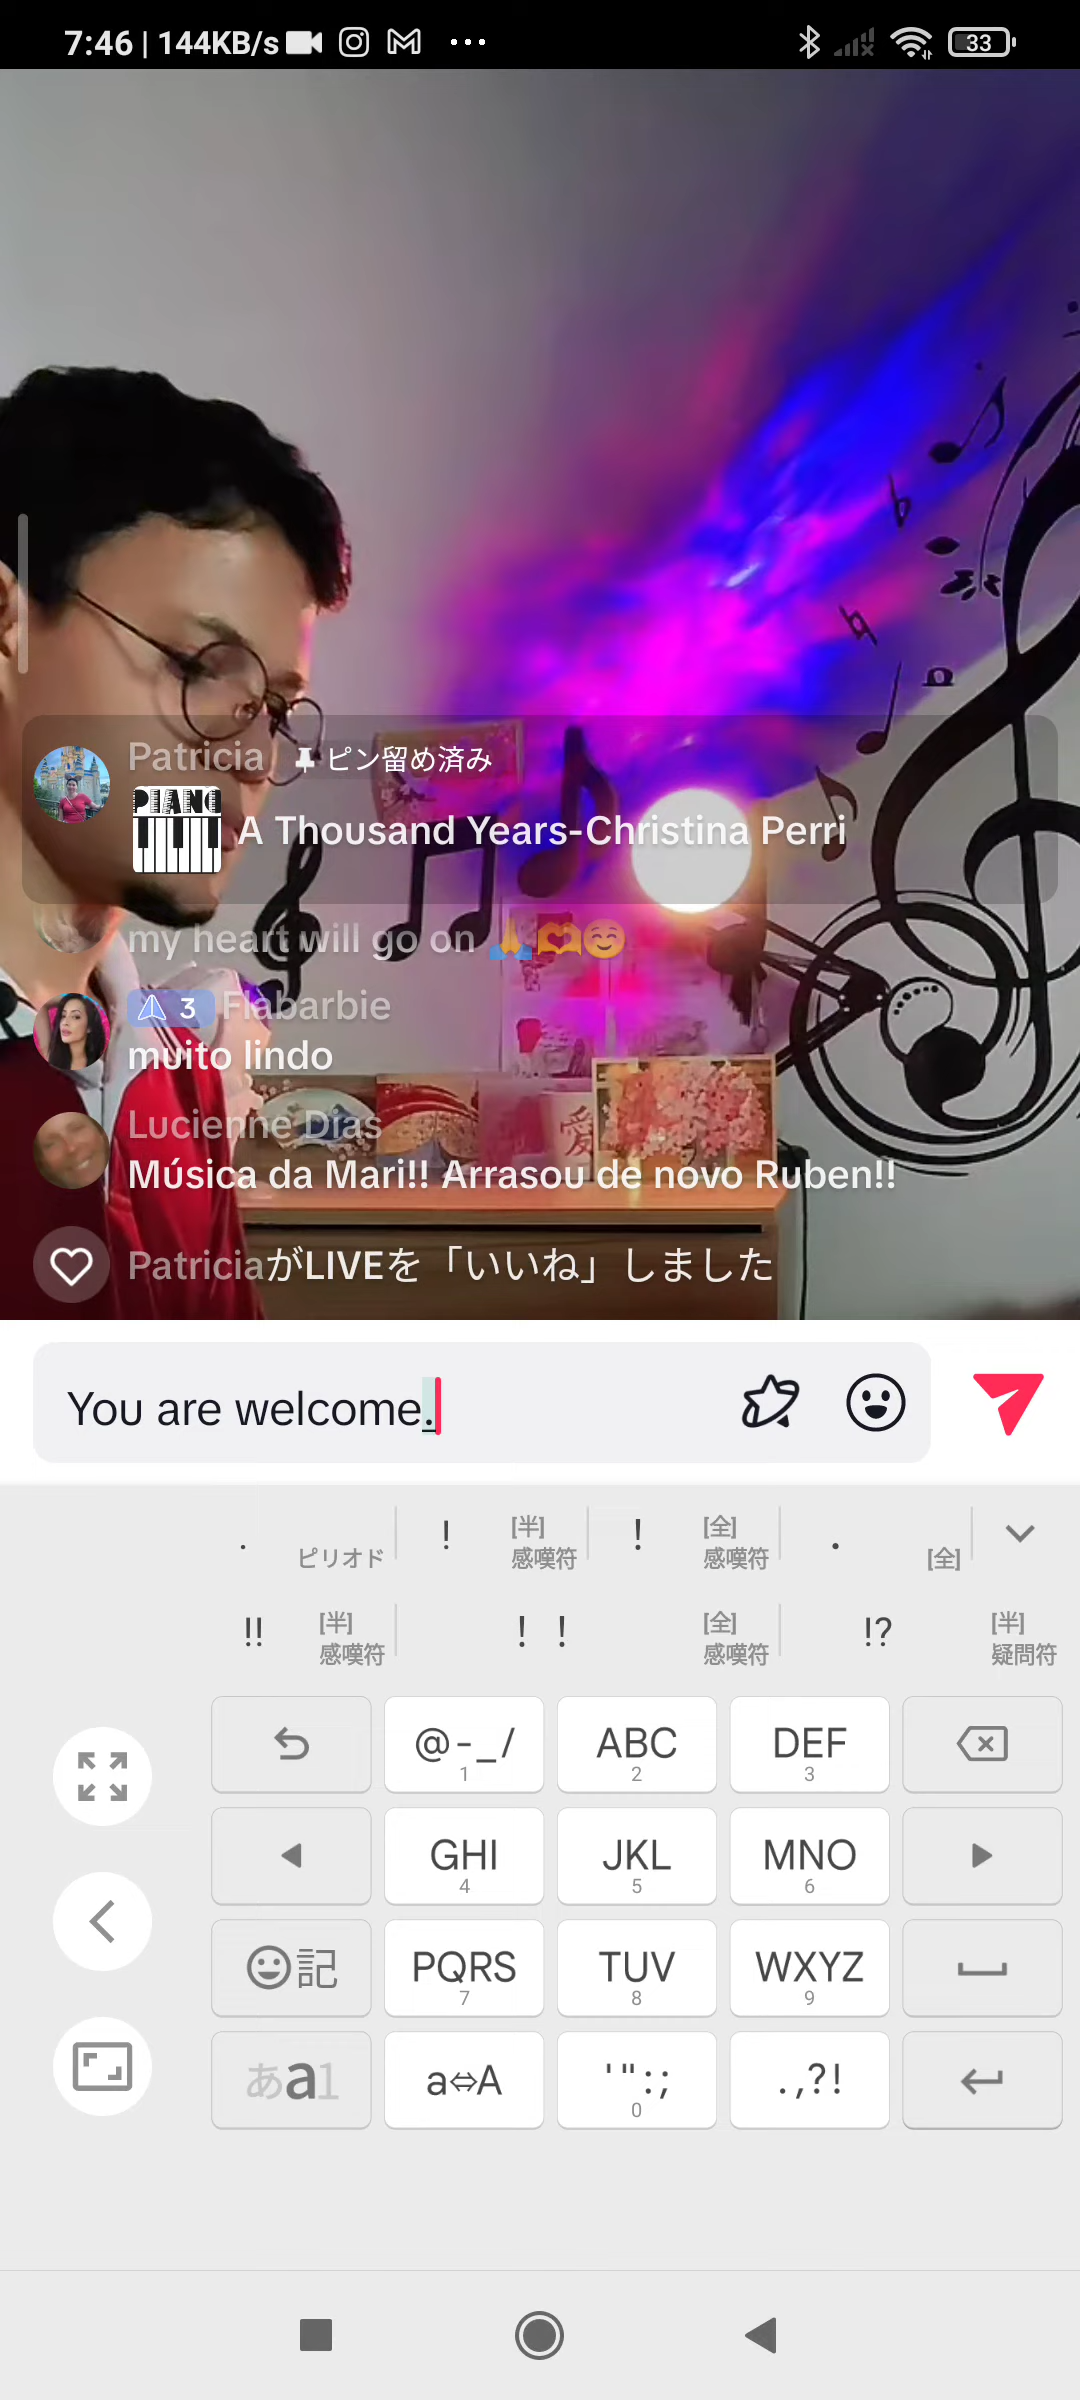 7:46 | 144KB/s
33
Patricia ピン留め済み
PIANO
A Thousand Years-Christina Perri
my heart will go on 🙏🫶☺️
3 Flabarbie
muito lindo
愛
Lucienne Dias
Música da Mari!! Arrasou de novo Ruben!!
PatriciaがLIVEを「いいね」しました
You are welcome.
. ピリオド ! [半]感嘆符 ！ [全]感嘆符 ． [全]
!! [半]感嘆符 ！！ [全]感嘆符 !? [半]疑問符
@-_/ 1 ABC 2 DEF 3
GHI 4 JKL 5 MNO 6
記 PQRS 7 TUV 8 WXYZ 9
あa1 a⇔A '":; 0 .,?!